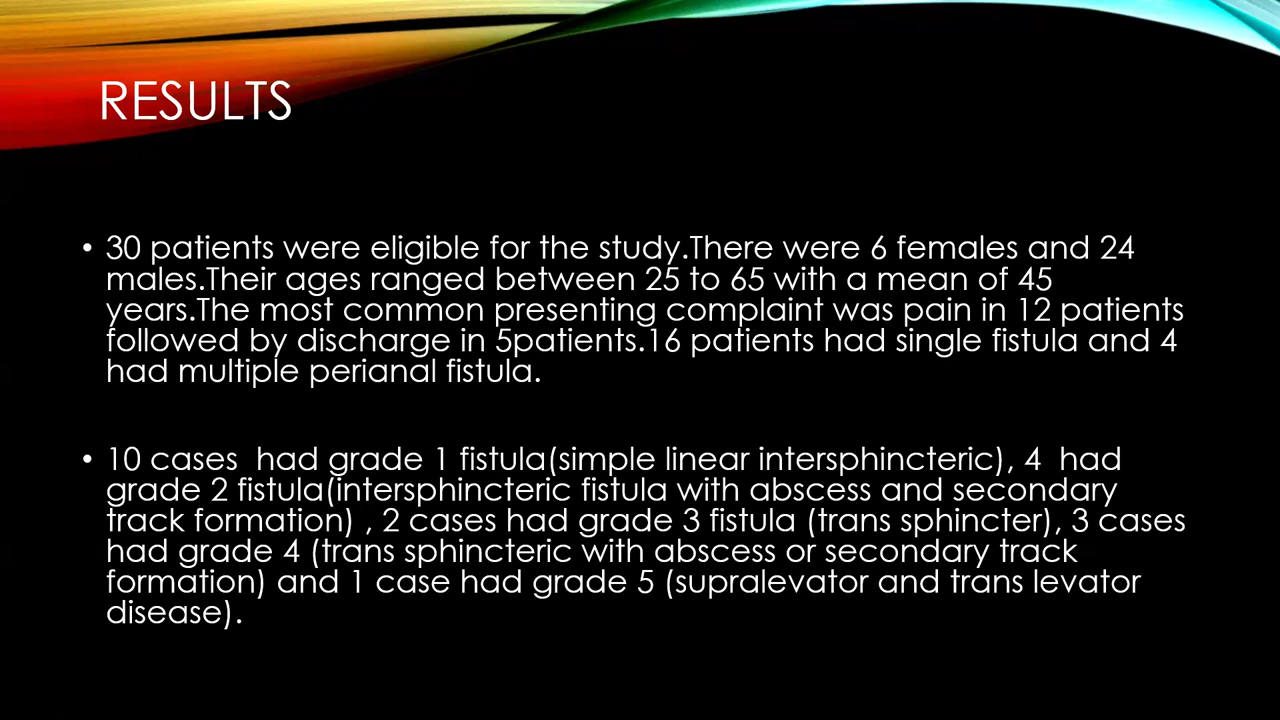 RESULTS
• 30 patients were eligible for the study.There were 6 females and 24
males.Their ages ranged between 25 to 65 with a mean of 45
years.The most common presenting complaint was pain in 12 patients
followed by discharge in 5patients.16 patients had single fistula and 4
had multiple perianal fistula.
• 10 cases  had grade 1 fistula(simple linear intersphincteric), 4  had
grade 2 fistula(intersphincteric fistula with abscess and secondary
track formation) , 2 cases had grade 3 fistula (trans sphincter), 3 cases
had grade 4 (trans sphincteric with abscess or secondary track
formation) and 1 case had grade 5 (supralevator and trans levator
disease).